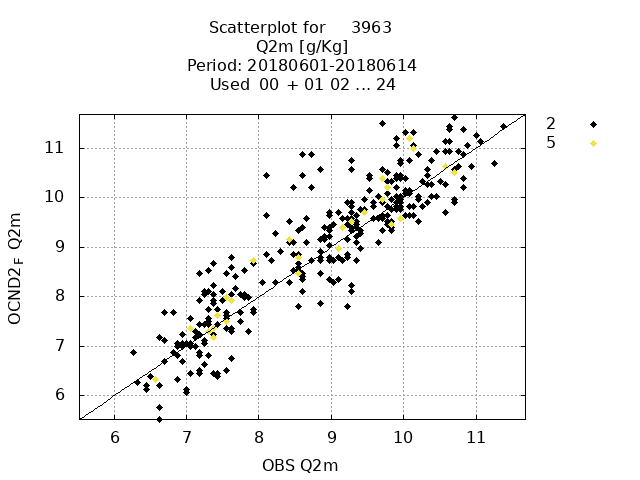 Scatterplot for 3963
Q2m [g/Kg]
Period: 20180601-20180614
Used 00 + 01 02 ... 24
2
5
11
10
9
8
7
6
OCND2_F Q2m
6 7 8 9 10 11
OBS Q2m